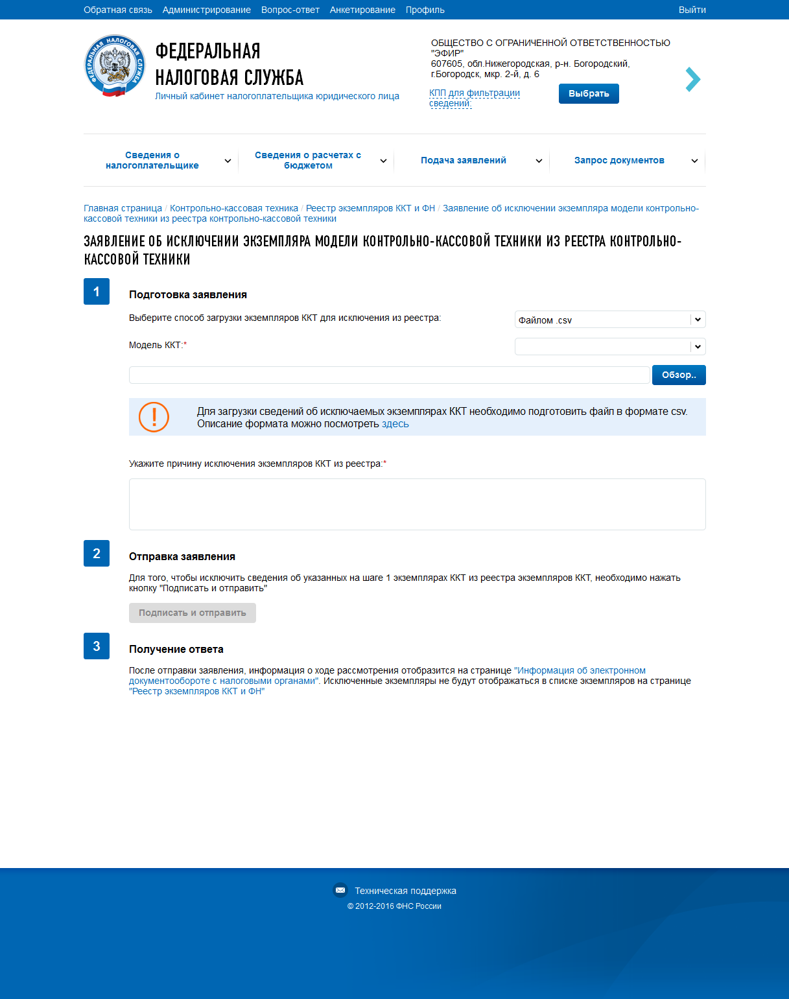 Обратная связь Администрирование Вопрос-ответ Анкетирование Профиль Выйти
ФЕДЕРАЛЬНАЯ НАЛОГОВАЯ СЛУЖБА
ФЕДЕРАЛЬНАЯ
НАЛОГОВАЯ СЛУЖБА
Личный кабинет налогоплательщика юридического лица
ОБЩЕСТВО С ОГРАНИЧЕННОЙ ОТВЕТСТВЕННОСТЬЮ
"ЭФИР"
607605, обл.Нижегородская, р-н. Богородский,
г.Богородск, мкр. 2-й, д. 6
КПП для фильтрации
сведений:
Выбрать
Сведения о
налогоплательщике
Сведения о расчетах с
бюджетом
Подача заявлений
Запрос документов
Главная страница / Контрольно-кассовая техника / Реестр экземпляров ККТ и ФН / Заявление об исключении экземпляра модели контрольно-
кассовой техники из реестра контрольно-кассовой техники
ЗАЯВЛЕНИЕ ОБ ИСКЛЮЧЕНИИ ЭКЗЕМПЛЯРА МОДЕЛИ КОНТРОЛЬНО-КАССОВОЙ ТЕХНИКИ ИЗ РЕЕСТРА КОНТРОЛЬНО-
КАССОВОЙ ТЕХНИКИ
1
Подготовка заявления
Выберите способ загрузки экземпляров ККТ для исключения из реестра:
Файлом .csv
Модель ККТ:*
Обзор..
Для загрузки сведений об исключаемых экземплярах ККТ необходимо подготовить файл в формате csv.
Описание формата можно посмотреть здесь
Укажите причину исключения экземпляров ККТ из реестра:*
2
Отправка заявления
Для того, чтобы исключить сведения об указанных на шаге 1 экземплярах ККТ из реестра экземпляров ККТ, необходимо нажать
кнопку "Подписать и отправить"
Подписать и отправить
3
Получение ответа
После отправки заявления, информация о ходе рассмотрения отобразится на странице "Информация об электронном
документообороте с налоговыми органами". Исключенные экземпляры не будут отображаться в списке экземпляров на странице
"Реестр экземпляров ККТ и ФН"
Техническая поддержка
© 2012-2016 ФНС России